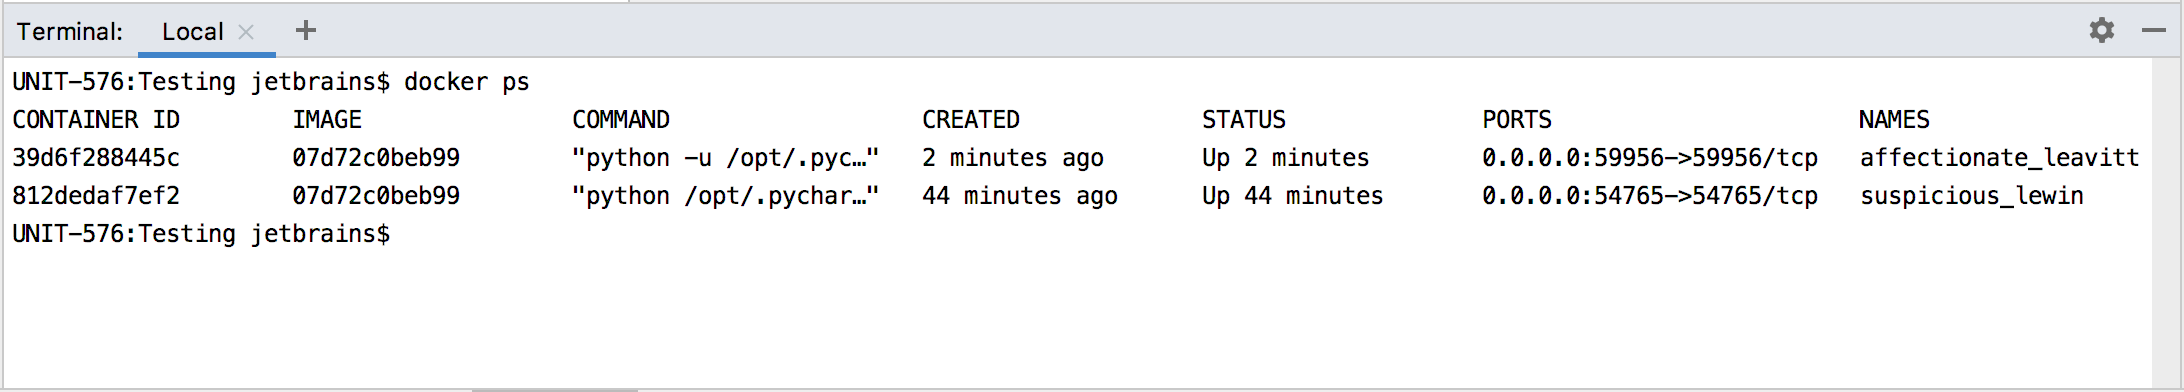 Terminal: Local × +
UNIT-576:Testing jetbrains$ docker ps
CONTAINER ID        IMAGE               COMMAND                  CREATED             STATUS              PORTS                      NAMES
39d6f288445c        07d72c0beb99        "python -u /opt/.pyc…"   2 minutes ago       Up 2 minutes        0.0.0.0:59956->59956/tcp   affectionate_leavitt
812dedaf7ef2        07d72c0beb99        "python /opt/.pychar…"   44 minutes ago      Up 44 minutes       0.0.0.0:54765->54765/tcp   suspicious_lewin
UNIT-576:Testing jetbrains$